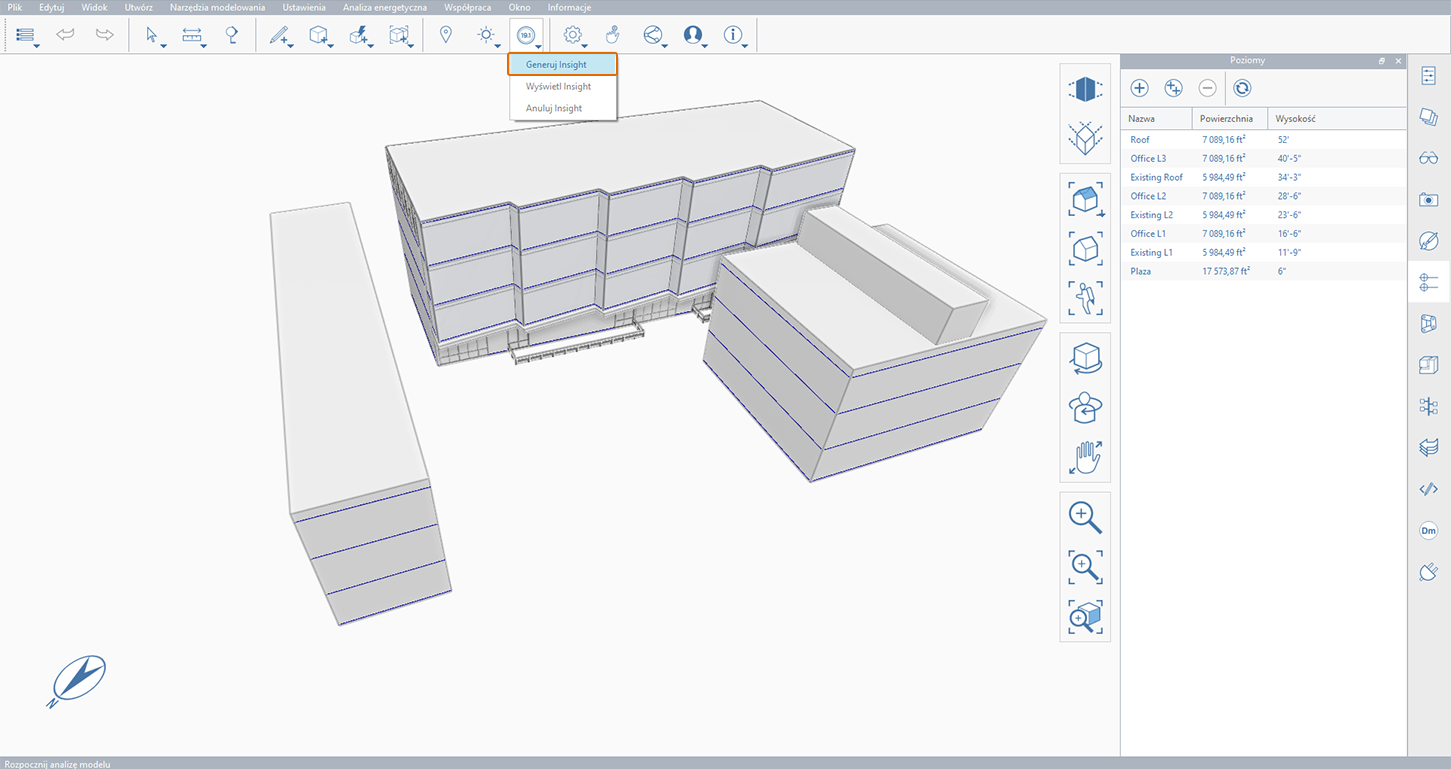 Plik Edytuj Widok Utwórz Narzędzia modelowania Ustawienia Analiza energetyczna Współpraca Okno Informacje
19.1
Generuj Insight
Wyświetl Insight
Anuluj Insight
Poziomy
Nazwa Powierzchnia Wysokość
Roof 7 089,16 ft² 52'
Office L3 7 089,16 ft² 40'-5"
Existing Roof 5 984,49 ft² 34'-3"
Office L2 7 089,16 ft² 28'-6"
Existing L2 5 984,49 ft² 23'-6"
Office L1 7 089,16 ft² 16'-6"
Existing L1 5 984,49 ft² 11'-9"
Plaza 17 573,87 ft² 6"
Dm
N
Rozpocznij analizę modelu